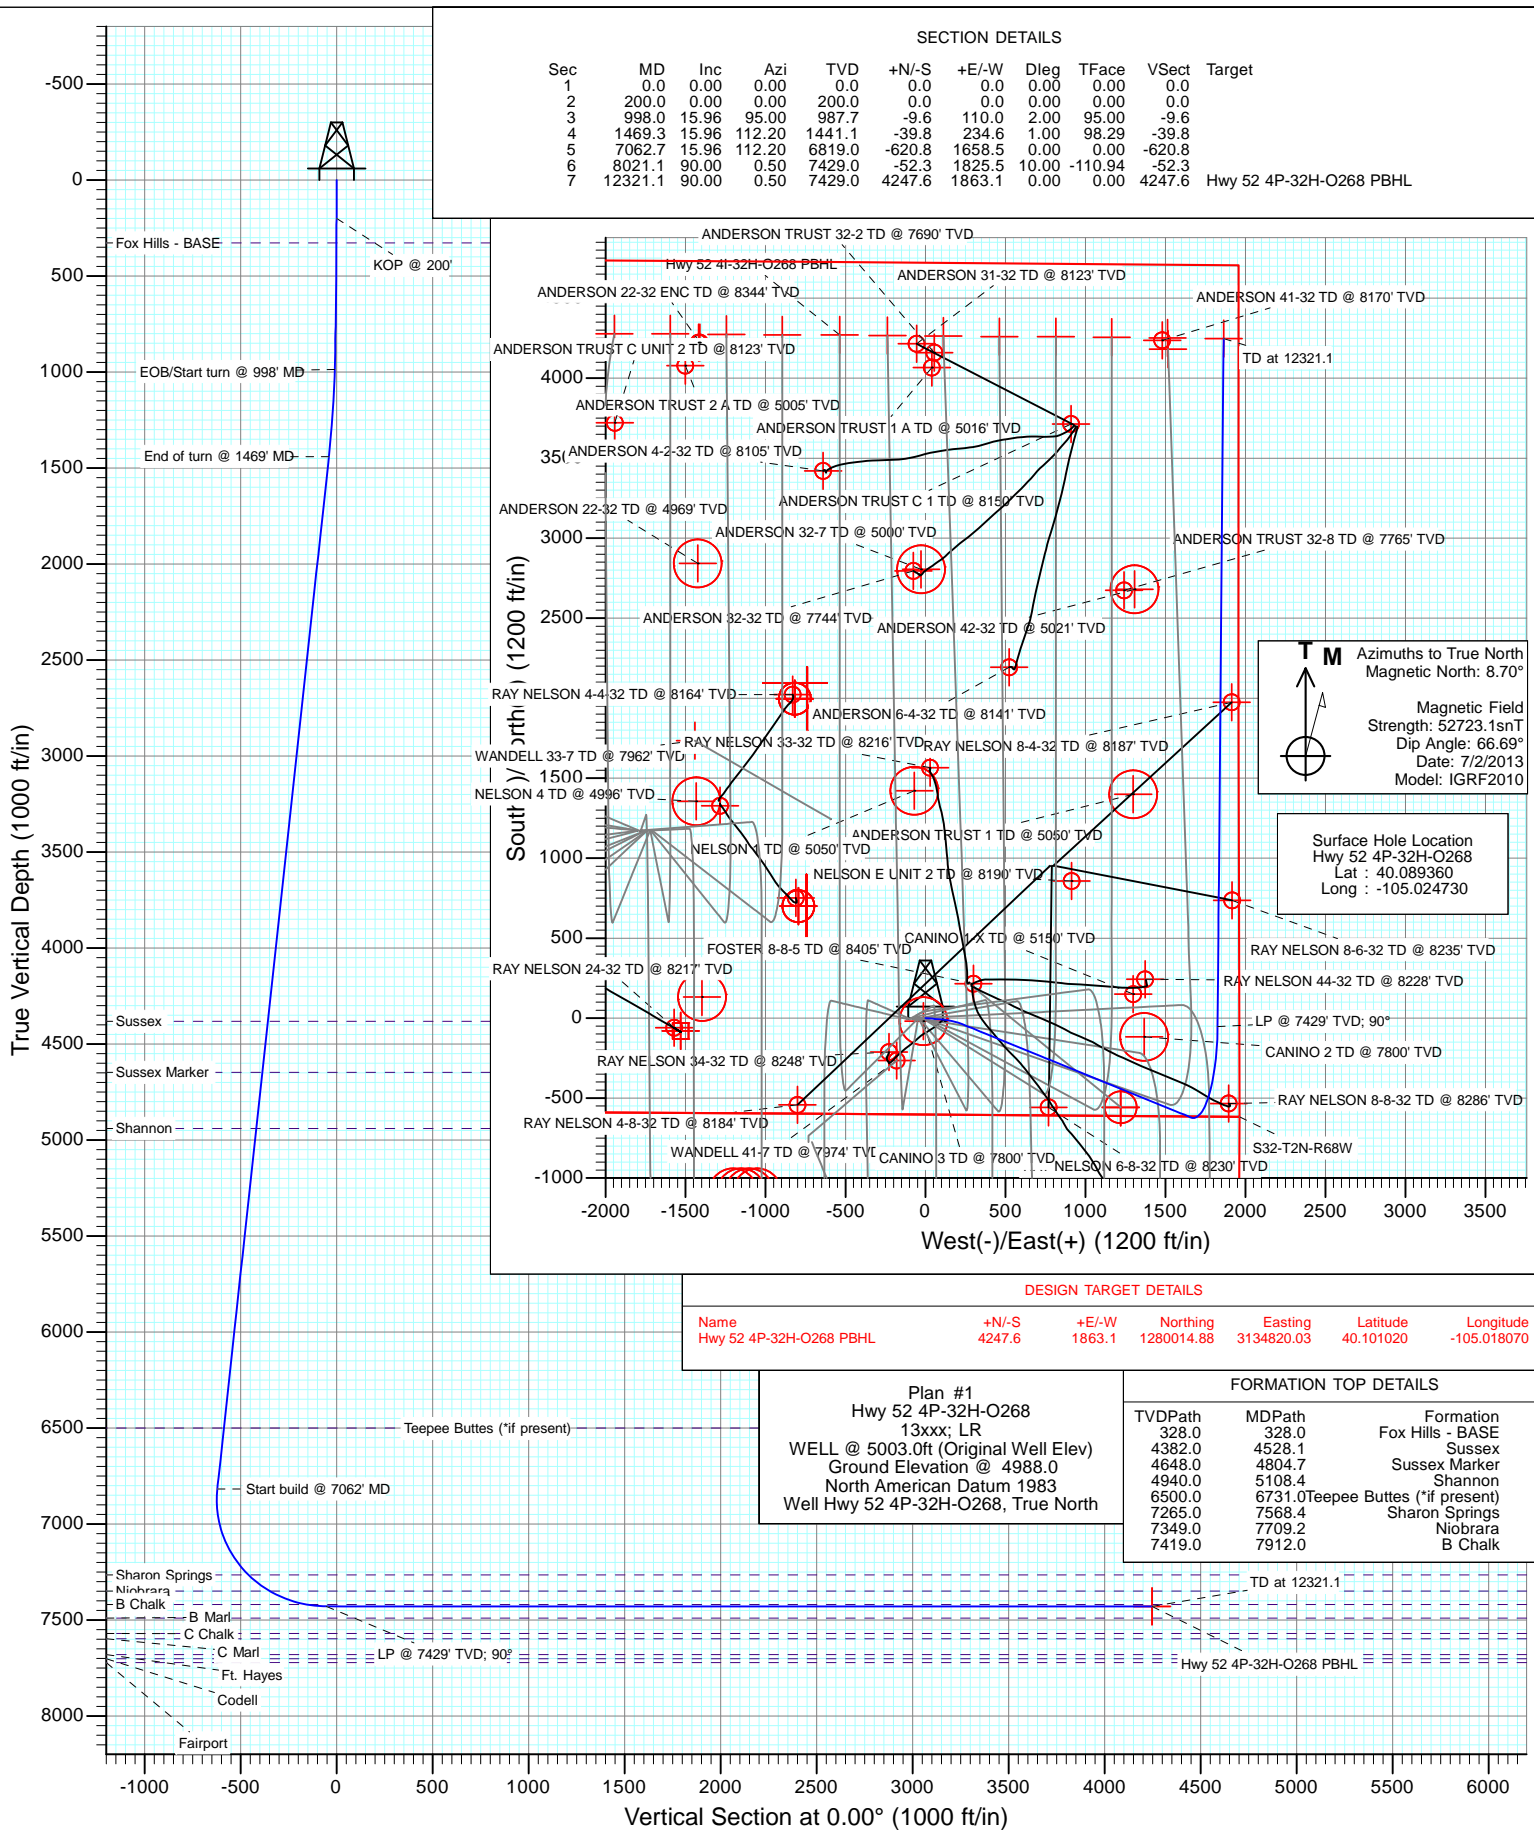 SECTION DETAILS
Sec MD Inc Azi TVD +N/-S +E/-W Dleg TFace VSect Target
1 0.0 0.00 0.00 0.0 0.0 0.0 0.00 0.00 0.0
2 200.0 0.00 0.00 200.0 0.0 0.0 0.00 0.00 0.0
3 998.0 15.96 95.00 987.7 -9.6 110.0 2.00 95.00 -9.6
4 1469.3 15.96 112.20 1441.1 -39.8 234.6 1.00 98.29 -39.8
5 7062.7 15.96 112.20 6819.0 -620.8 1658.5 0.00 0.00 -620.8
6 8021.1 90.00 0.50 7429.0 -52.3 1825.5 10.00 -110.94 -52.3
7 12321.1 90.00 0.50 7429.0 4247.6 1863.1 0.00 0.00 4247.6 Hwy 52 4P-32H-O268 PBHL
True Vertical Depth (1000 ft/in)
-500
0
500
1000
1500
2000
2500
3000
3500
4000
4500
5000
5500
6000
6500
7000
7500
8000
Fox Hills - BASE
KOP @ 200'
EOB/Start turn @ 998' MD
End of turn @ 1469' MD
Sussex
Sussex Marker
Shannon
Teepee Buttes (*if present)
Start build @ 7062' MD
Sharon Springs
Niobrara
B Chalk
B Marl
C Chalk
C Marl
Ft. Hayes
Codell
Fairport
LP @ 7429' TVD; 90°
TD at 12321.1
Hwy 52 4P-32H-O268 PBHL
-1000 -500 0 500 1000 1500 2000 2500 3000 3500 4000 4500 5000 5500 6000
Vertical Section at 0.00° (1000 ft/in)
ANDERSON TRUST 32-2 TD @ 7690' TVD
Hwy 52 4I-32H-O268 PBHL
ANDERSON 31-32 TD @ 8123' TVD
ANDERSON 22-32 ENC TD @ 8344' TVD
ANDERSON 41-32 TD @ 8170' TVD
ANDERSON TRUST C UNIT 2 TD @ 8123' TVD
TD at 12321.1
ANDERSON TRUST 2 A TD @ 5005' TVD
ANDERSON TRUST 1 A TD @ 5016' TVD
ANDERSON 4-2-32 TD @ 8105' TVD
ANDERSON TRUST C 1 TD @ 8150' TVD
ANDERSON 22-32 TD @ 4969' TVD
ANDERSON 32-7 TD @ 5000' TVD
ANDERSON TRUST 32-8 TD @ 7765' TVD
ANDERSON 32-32 TD @ 7744' TVD
ANDERSON 42-32 TD @ 5021' TVD
RAY NELSON 4-4-32 TD @ 8164' TVD
ANDERSON 6-4-32 TD @ 8141' TVD
RAY NELSON 33-32 TD @ 8216' TVD
RAY NELSON 8-4-32 TD @ 8187' TVD
WANDELL 33-7 TD @ 7962' TVD
NELSON 4 TD @ 4996' TVD
ANDERSON TRUST 1 TD @ 5050' TVD
NELSON 1 TD @ 5050' TVD
NELSON E UNIT 2 TD @ 8190' TVD
CANINO 1-X TD @ 5150' TVD
FOSTER 8-8-5 TD @ 8405' TVD
RAY NELSON 8-6-32 TD @ 8235' TVD
RAY NELSON 24-32 TD @ 8217' TVD
RAY NELSON 44-32 TD @ 8228' TVD
LP @ 7429' TVD; 90°
CANINO 2 TD @ 7800' TVD
RAY NELSON 34-32 TD @ 8248' TVD
RAY NELSON 8-8-32 TD @ 8286' TVD
RAY NELSON 4-8-32 TD @ 8184' TVD
S32-T2N-R68W
WANDELL 41-7 TD @ 7974' TVD
CANINO 3 TD @ 7800' TVD
NELSON 6-8-32 TD @ 8230' TVD
4000
3000
2500
1500
1000
500
0
-500
-1000
-2000 -1500 -1000 -500 0 500 1000 1500 2000 2500 3000 3500
West(-)/East(+) (1200 ft/in)
T M
Azimuths to True North
Magnetic North: 8.70°
Magnetic Field
Strength: 52723.1snT
Dip Angle: 66.69°
Date: 7/2/2013
Model: IGRF2010
Surface Hole Location
Hwy 52 4P-32H-O268
Lat : 40.089360
Long : -105.024730
DESIGN TARGET DETAILS
Name +N/-S +E/-W Northing Easting Latitude Longitude
Hwy 52 4P-32H-O268 PBHL 4247.6 1863.1 1280014.88 3134820.03 40.101020 -105.018070
Plan #1
Hwy 52 4P-32H-O268
13xxx; LR
WELL @ 5003.0ft (Original Well Elev)
Ground Elevation @ 4988.0
North American Datum 1983
Well Hwy 52 4P-32H-O268, True North
FORMATION TOP DETAILS
TVDPath MDPath Formation
328.0 328.0 Fox Hills - BASE
4382.0 4528.1 Sussex
4648.0 4804.7 Sussex Marker
4940.0 5108.4 Shannon
6500.0 6731.0 Teepee Buttes (*if present)
7265.0 7568.4 Sharon Springs
7349.0 7709.2 Niobrara
7419.0 7912.0 B Chalk